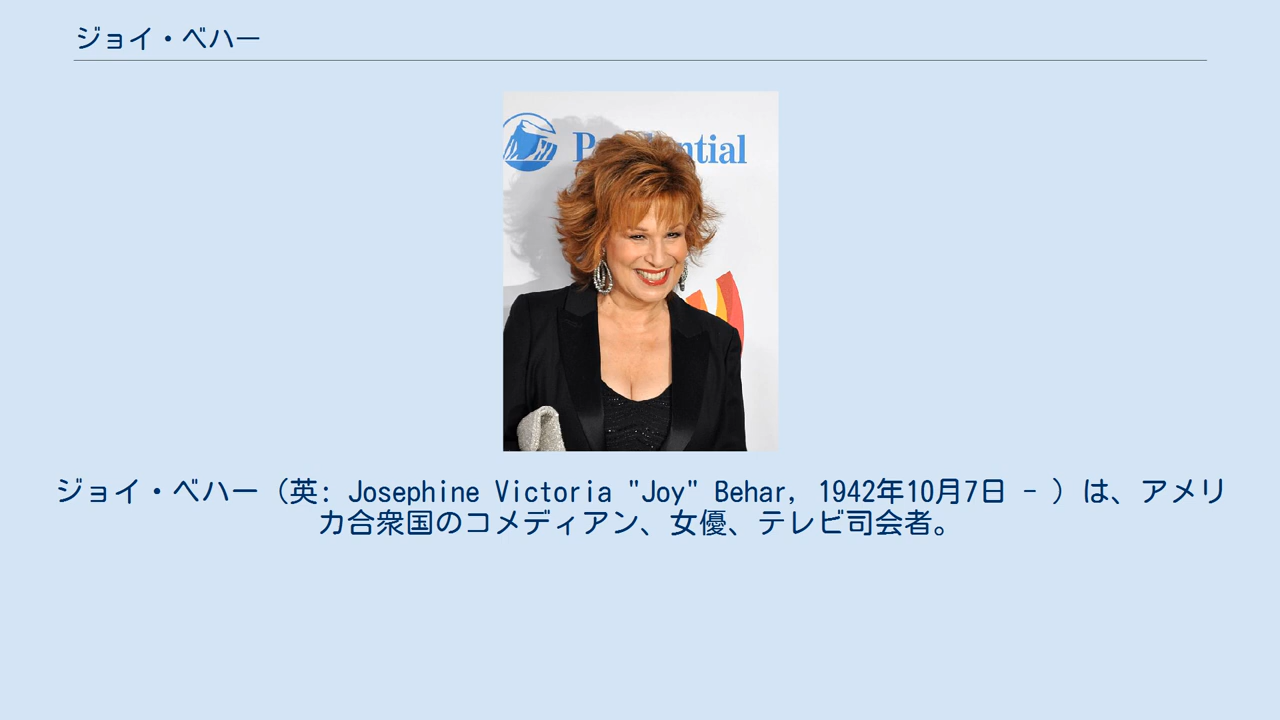 ジョイ・ベハー
Prudential
ジョイ・ベハー（英: Josephine Victoria "Joy" Behar, 1942年10月7日 - ）は、アメリ
カ合衆国のコメディアン、女優、テレビ司会者。